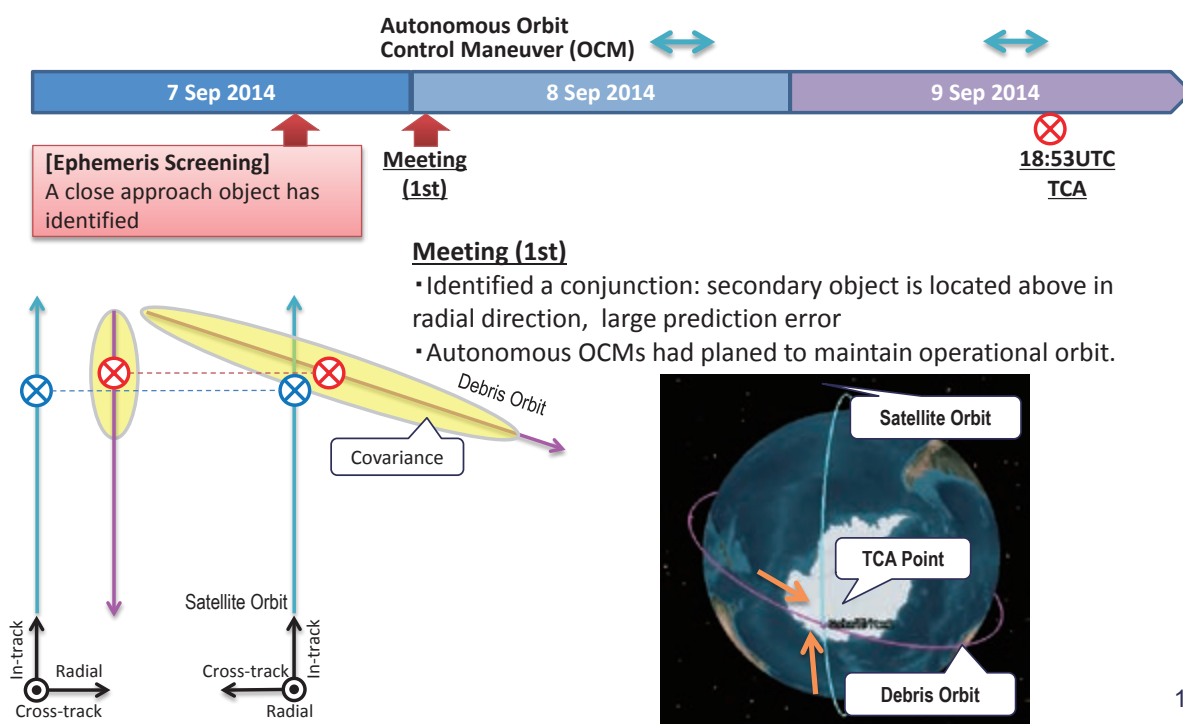 Autonomous Orbit
Control Maneuver (OCM)
7 Sep 2014
8 Sep 2014
9 Sep 2014
[Ephemeris Screening]
A close approach object has
identified
Meeting
(1st)
18:53UTC
TCA
Meeting (1st)
・Identified a conjunction: secondary object is located above in
radial direction, large prediction error
・Autonomous OCMs had planed to maintain operational orbit.
Debris Orbit
Covariance
Satellite Orbit
In-track
Radial
Cross-track
In-track
Cross-track
Radial
Satellite Orbit
TCA Point
Debris Orbit
1